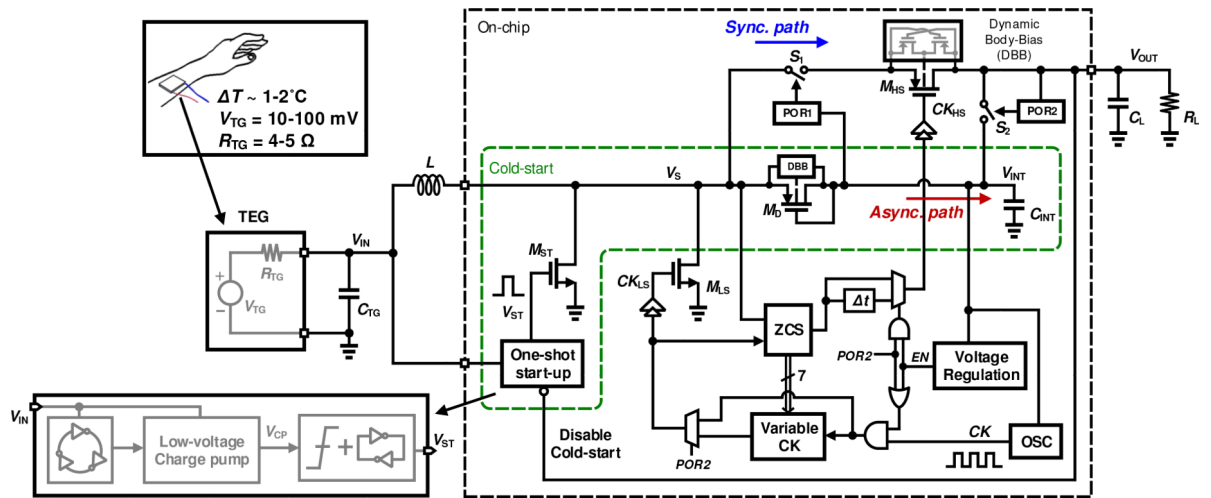 On-chip
Sync. path
Dynamic
Body-Bias
(DBB)
ΔT ~ 1-2°C
VTG = 10-100 mV
RTG = 4-5 Ω
S1
MHS
CKHS
POR1
S2
POR2
VOUT
CL
RL
L
Cold-start
VS
DBB
MD
VINT
Async. path
CINT
TEG
VIN
RTG
+
VTG
−
CTG
MST
VST
CKLS
MLS
ZCS
Δt
One-shot
start-up
7
POR2
EN
Voltage
Regulation
VIN
Low-voltage
Charge pump
VCP
+
VST
Disable
Cold-start
POR2
Variable
CK
CK
OSC